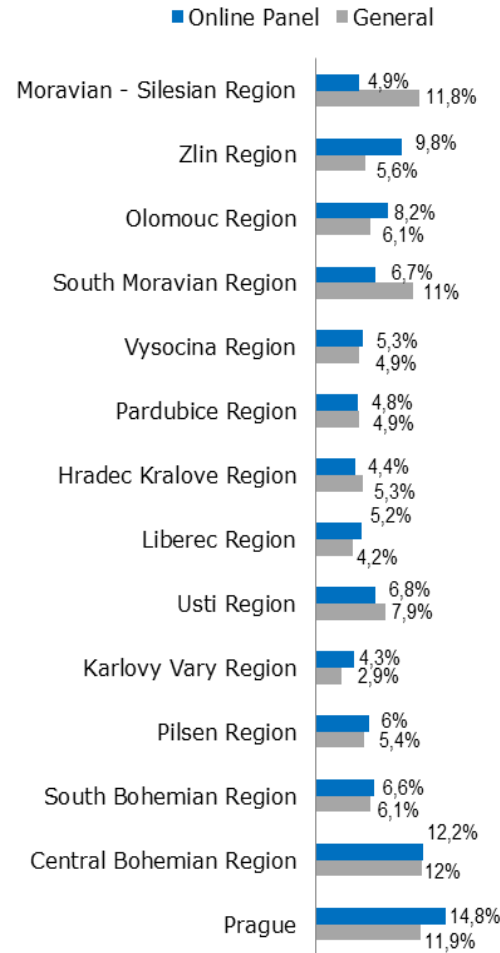 Online Panel General
Moravian - Silesian Region 4,9%
11,8%
Zlin Region 9,8%
5,6%
Olomouc Region 8,2%
6,1%
South Moravian Region 6,7%
11%
Vysocina Region 5,3%
4,9%
Pardubice Region 4,8%
4,9%
Hradec Kralove Region 4,4%
5,3%
Liberec Region 5,2%
4,2%
Usti Region 6,8%
7,9%
Karlovy Vary Region 4,3%
2,9%
Pilsen Region 6%
5,4%
South Bohemian Region 6,6%
6,1%
Central Bohemian Region 12,2%
12%
Prague 14,8%
11,9%